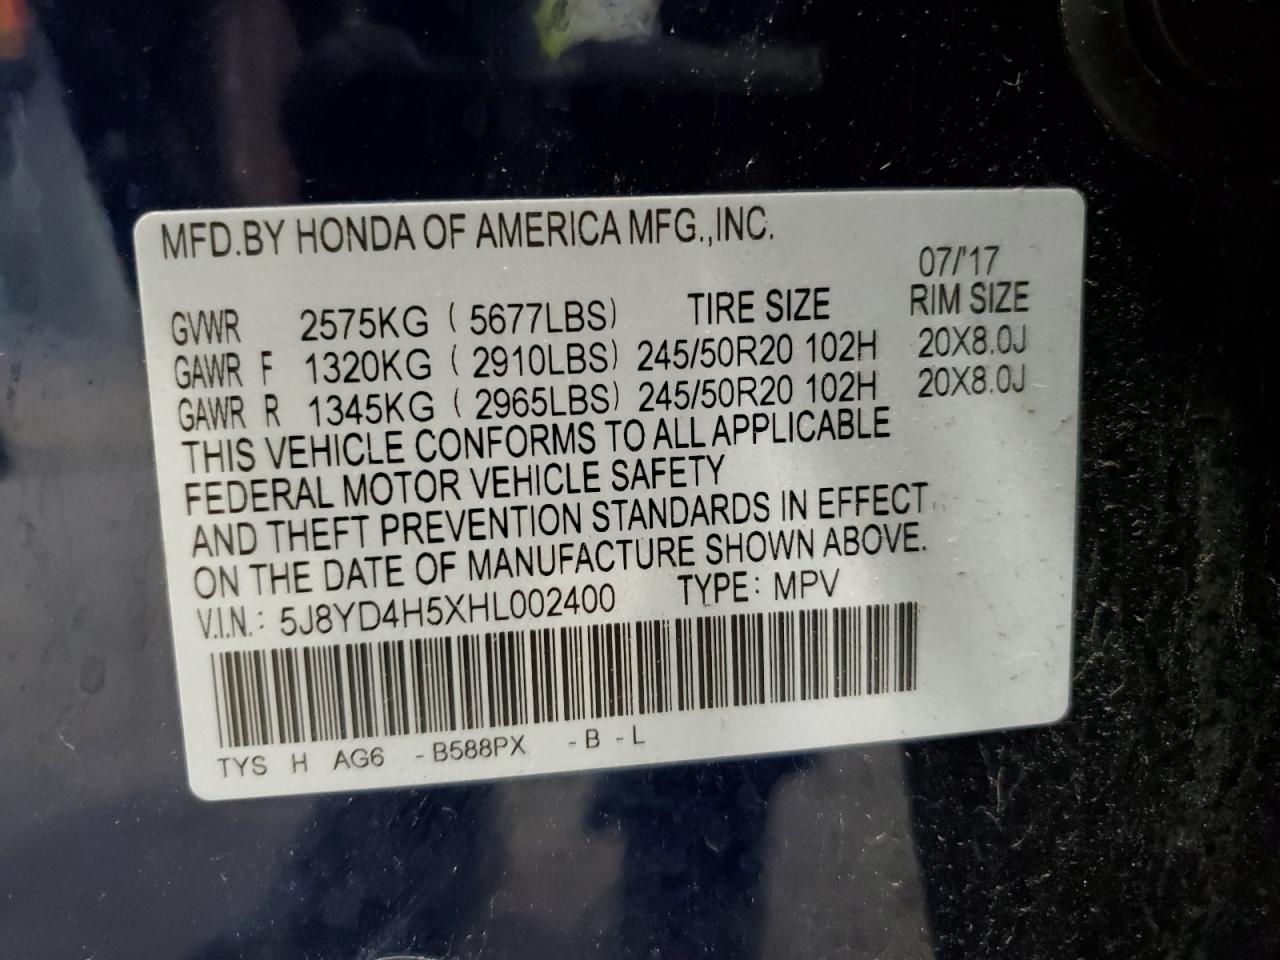 MFD.BY HONDA OF AMERICA MFG.,INC.
07/'17
GVWR 2575KG ( 5677LBS) TIRE SIZE RIM SIZE
GAWR F 1320KG ( 2910LBS) 245/50R20 102H 20X8.0J
GAWR R 1345KG ( 2965LBS) 245/50R20 102H 20X8.0J
THIS VEHICLE CONFORMS TO ALL APPLICABLE
FEDERAL MOTOR VEHICLE SAFETY
AND THEFT PREVENTION STANDARDS IN EFFECT
ON THE DATE OF MANUFACTURE SHOWN ABOVE.
V.I.N.: 5J8YD4H5XHL002400 TYPE: MPV
TYS H AG6 -B588PX -B -L